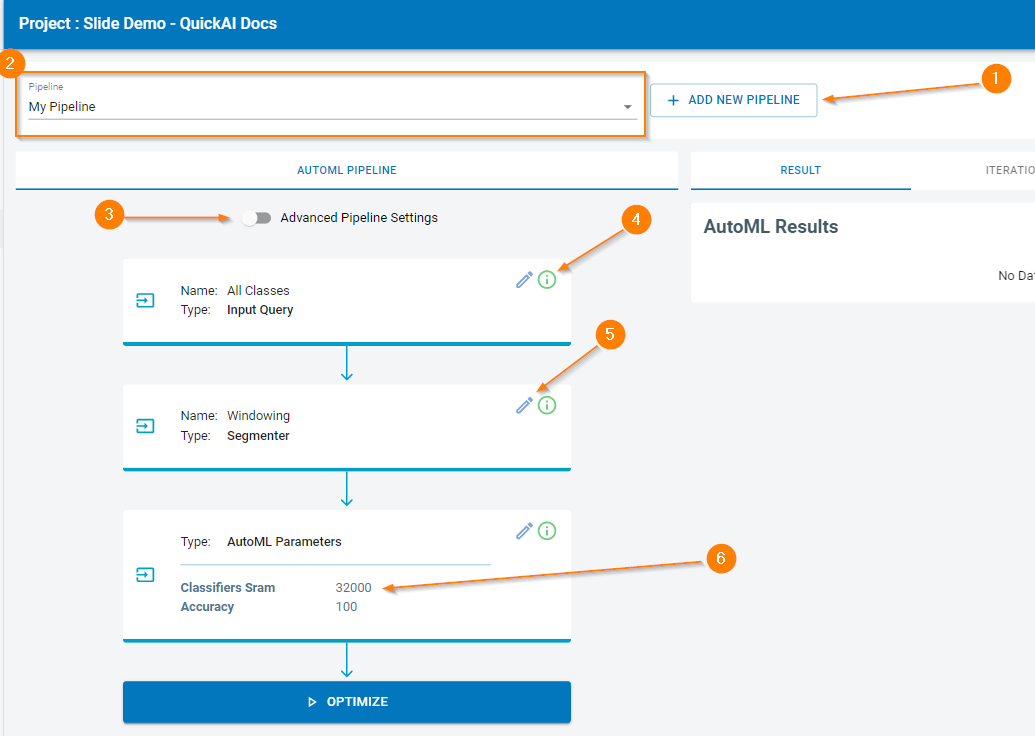 Project : Slide Demo - QuickAI Docs
2
Pipeline
My Pipeline
+ ADD NEW PIPELINE
1
AUTOML PIPELINE
RESULT
ITERATIO
3
Advanced Pipeline Settings
4
AutoML Results
No Dat
Name: All Classes
Type: Input Query
5
Name: Windowing
Type: Segmenter
Type: AutoML Parameters
6
Classifiers Sram 32000
Accuracy 100
OPTIMIZE